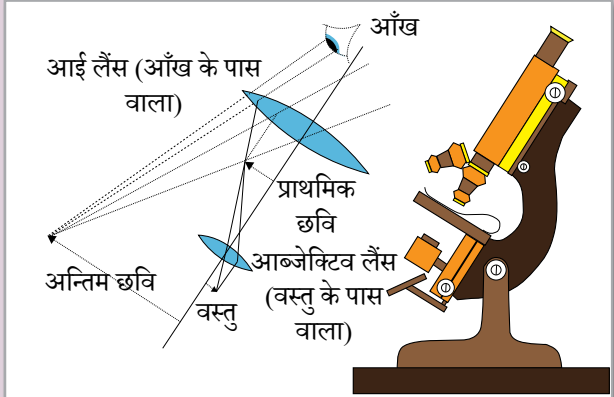 आँख
आई लैंस (आँख के पास
वाला)
प्राथमिक
छवि
आब्जेक्टिव लैंस
(वस्तु के पास
वाला)
अन्तिम छवि
वस्तु